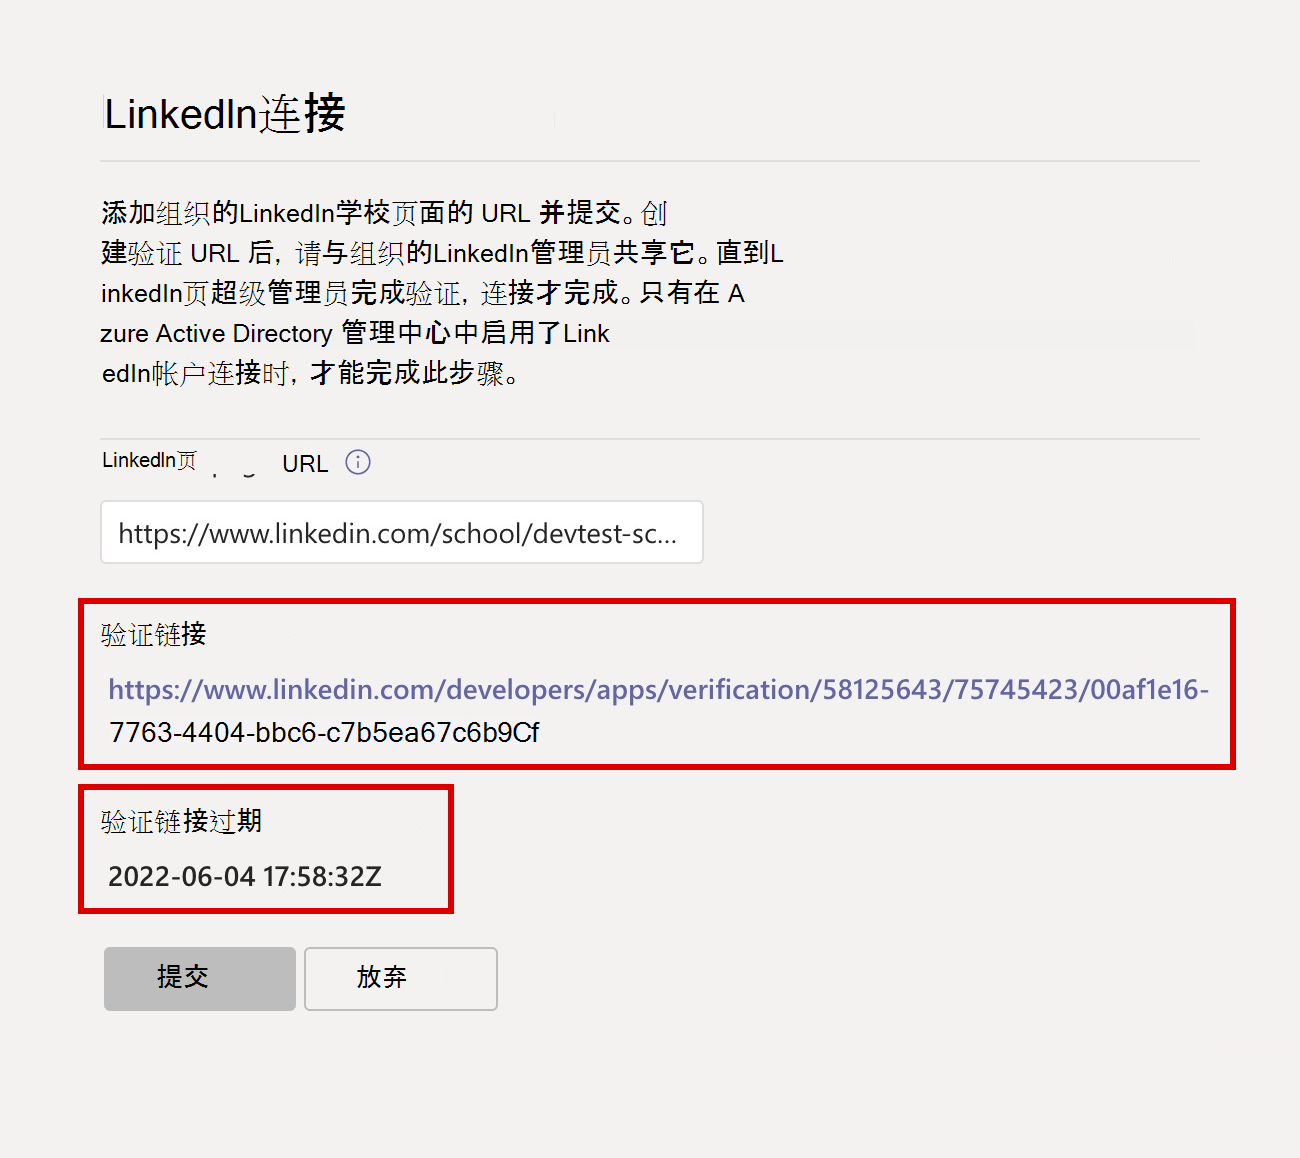 LinkedIn连接
添加组织的LinkedIn学校页面的 URL 并提交。创
建验证 URL 后，请与组织的LinkedIn管理员共享它。直到L
inkedIn页超级管理员完成验证，连接才完成。只有在 A
zure Active Directory 管理中心中启用了Link
edIn帐户连接时，才能完成此步骤。
LinkedIn页 URL
https://www.linkedin.com/school/devtest-sc...
验证链接
https://www.linkedin.com/developers/apps/verification/58125643/75745423/00af1e16-
7763-4404-bbc6-c7b5ea67c6b9Cf
验证链接过期
2022-06-04 17:58:32Z
提交 放弃